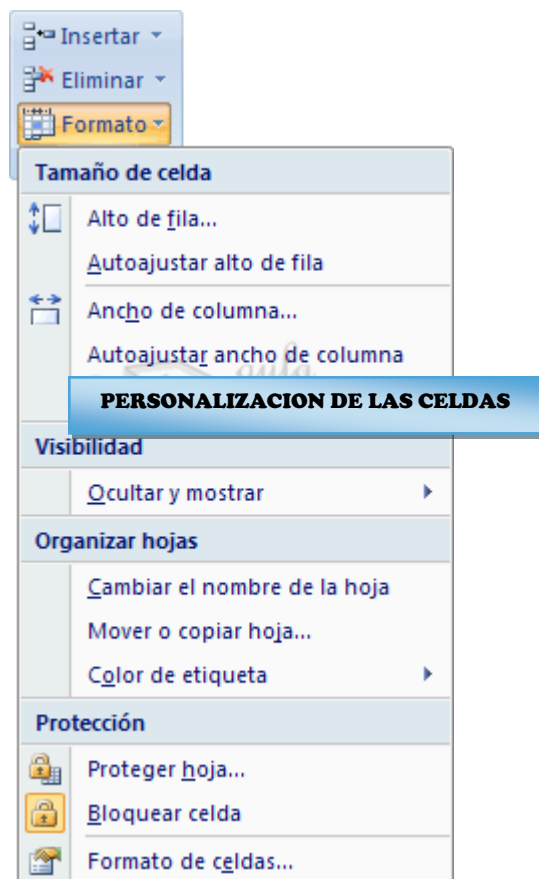 Insertar
Eliminar
Formato
Tamaño de celda
Alto de fila...
Autoajustar alto de fila
Ancho de columna...
Autoajustar ancho de columna
aula
PERSONALIZACION DE LAS CELDAS
Visibilidad
Ocultar y mostrar
Organizar hojas
Cambiar el nombre de la hoja
Mover o copiar hoja...
Color de etiqueta
Protección
Proteger hoja...
Bloquear celda
Formato de celdas...